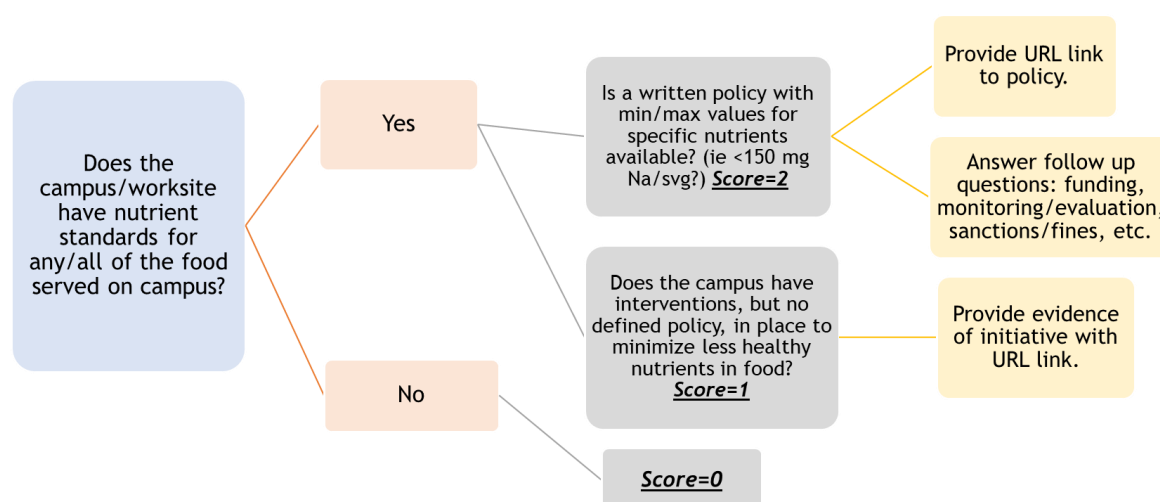 Does the
campus/worksite
have nutrient
standards for
any/all of the food
served on campus?
Yes
No
Is a written policy with
min/max values for
specific nutrients
available? (ie <150 mg
Na/svg?) Score=2
Does the campus have
interventions, but no
defined policy, in place to
minimize less healthy
nutrients in food?
Score=1
Score=0
Provide URL link
to policy.
Answer follow up
questions: funding,
monitoring/evaluation,
sanctions/fines, etc.
Provide evidence
of initiative with
URL link.